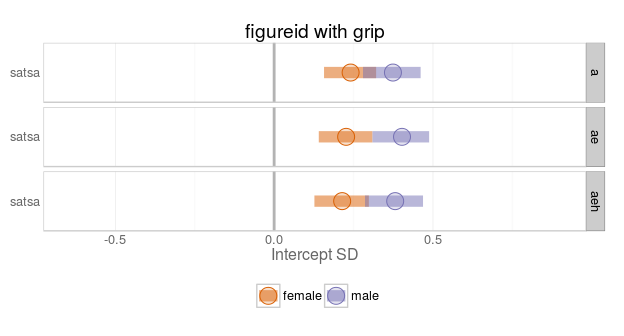 figureid with grip
satsa
a
satsa
ae
satsa
aeh
-0.5 0.0 0.5
Intercept SD
female male